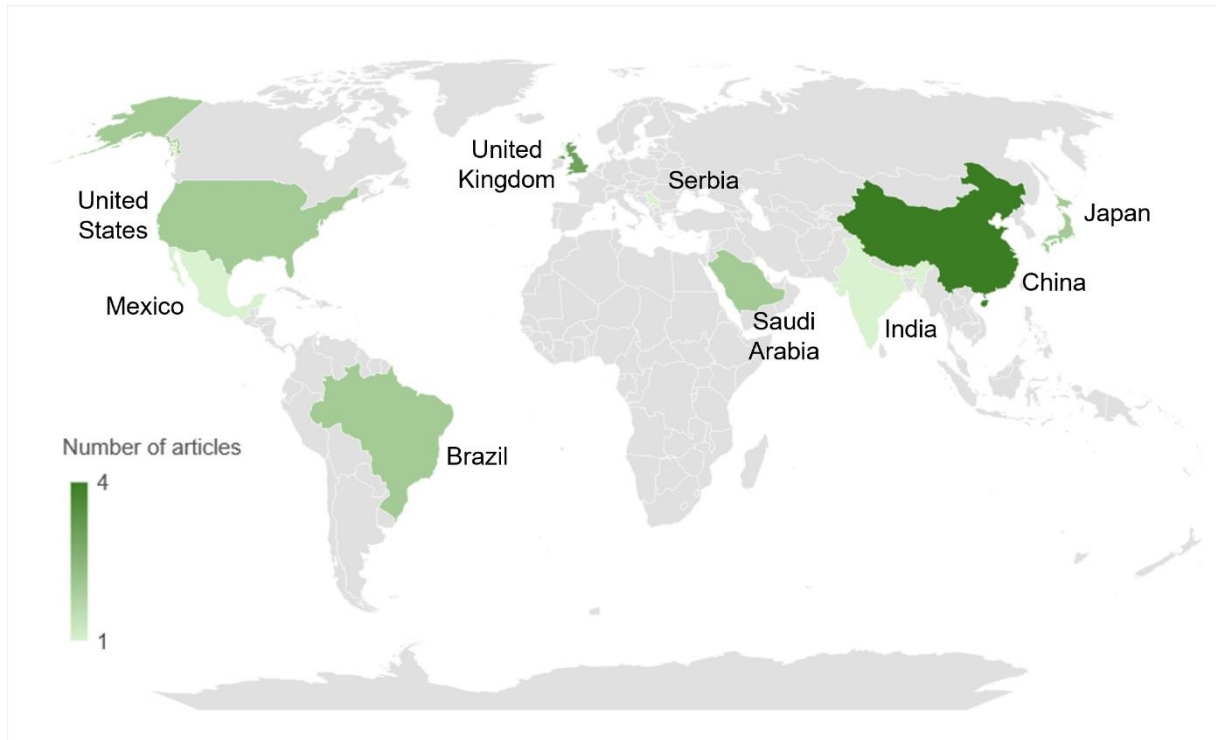 United
Kingdom
Serbia
United
States
Japan
Mexico
China
Saudi
Arabia
India
Brazil
Number of articles
4
1